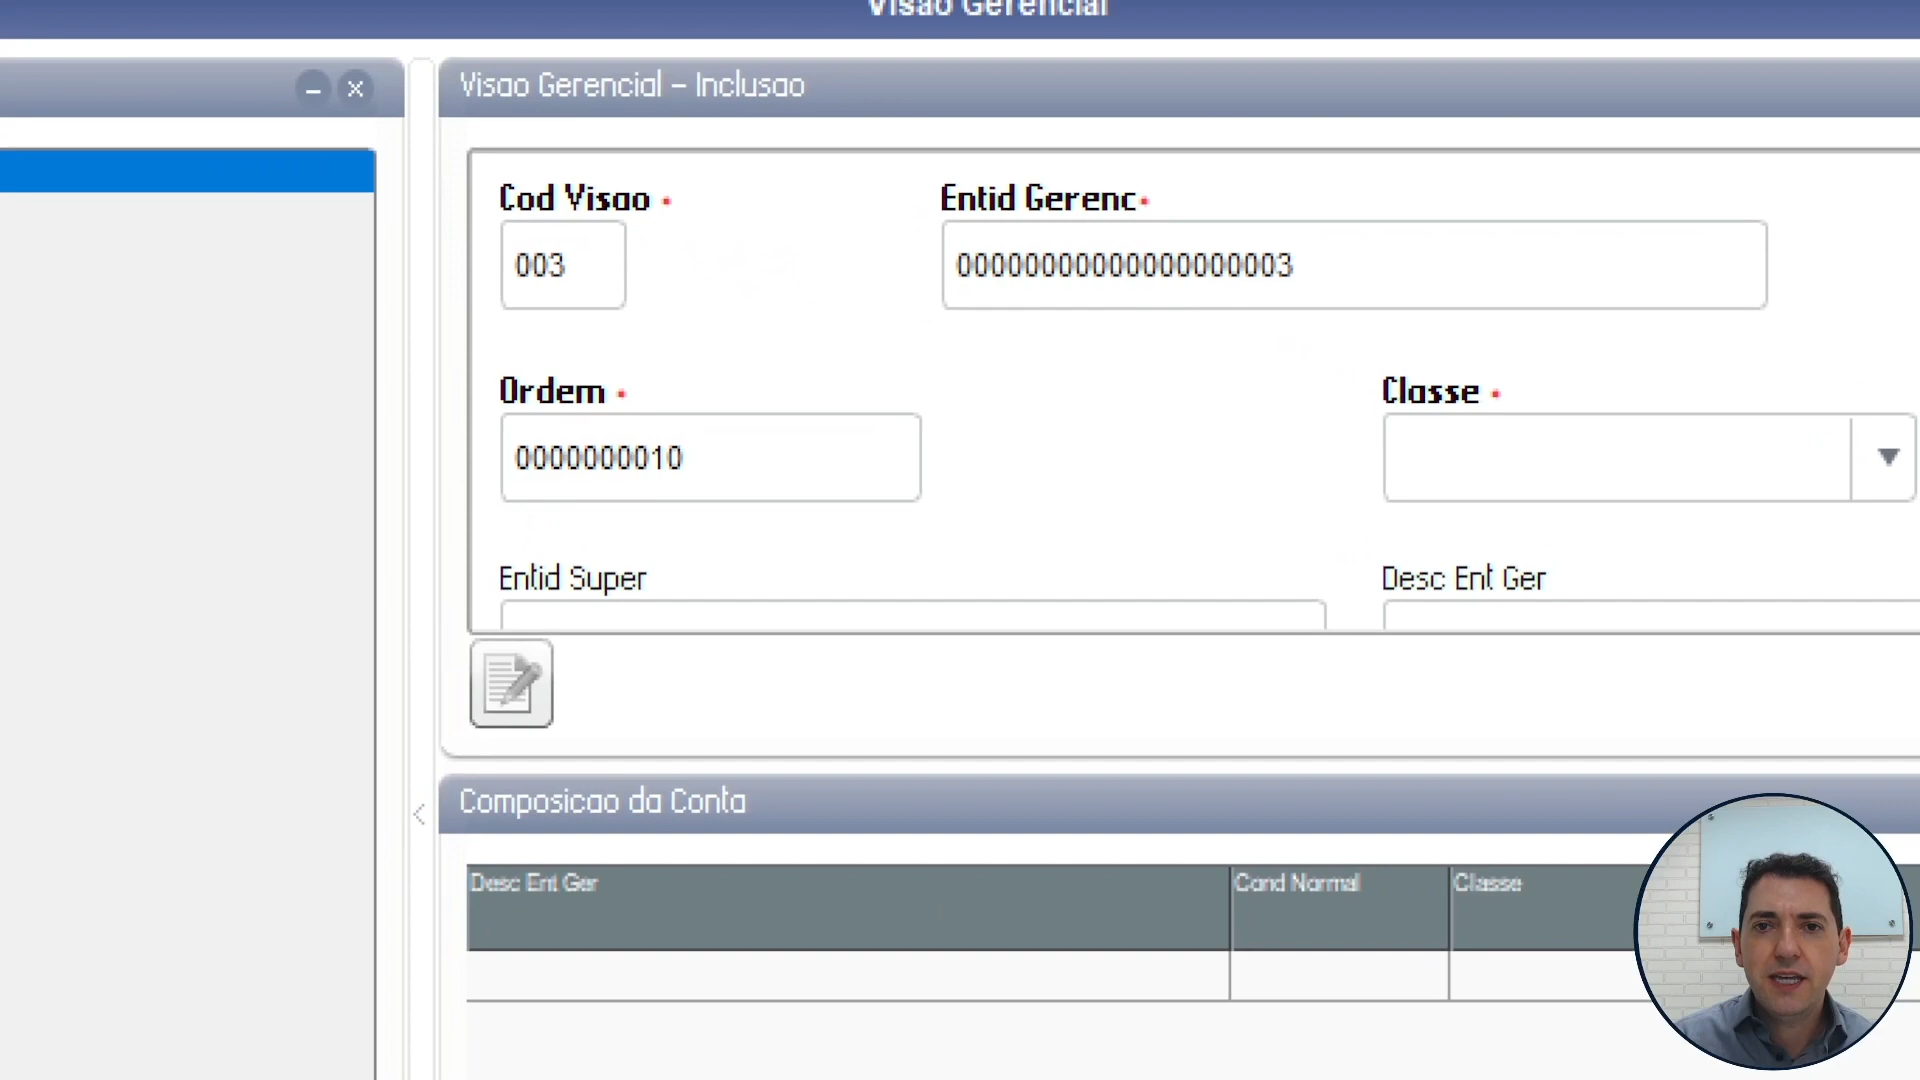 Visao Gerencial
Visao Gerencial - Inclusao
Cod Visao
Entid Gerenc
003
00000000000000000003
Ordem
Classe
0000000010
Entid Super
Desc Ent Ger
Composicao da Conta
Desc Ent Ger
Cond Normal
Classe